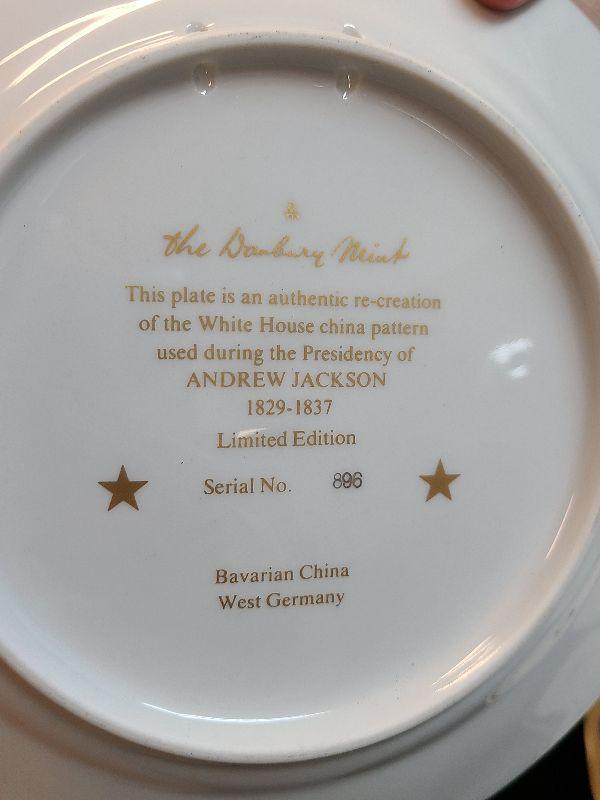 the Danbury Mint
This plate is an authentic re-creation
of the White House china pattern
used during the Presidency of
ANDREW JACKSON
1829-1837
Limited Edition
Serial No. 896
Bavarian China
West Germany